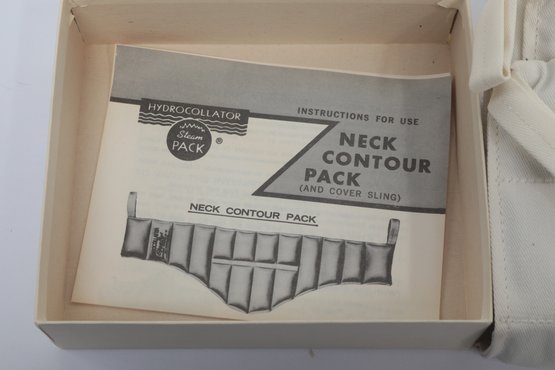 HYDROCOLLATOR
Steam
PACK
®
INSTRUCTIONS FOR USE
NECK
CONTOUR
PACK
(AND COVER SLING)
NECK CONTOUR PACK